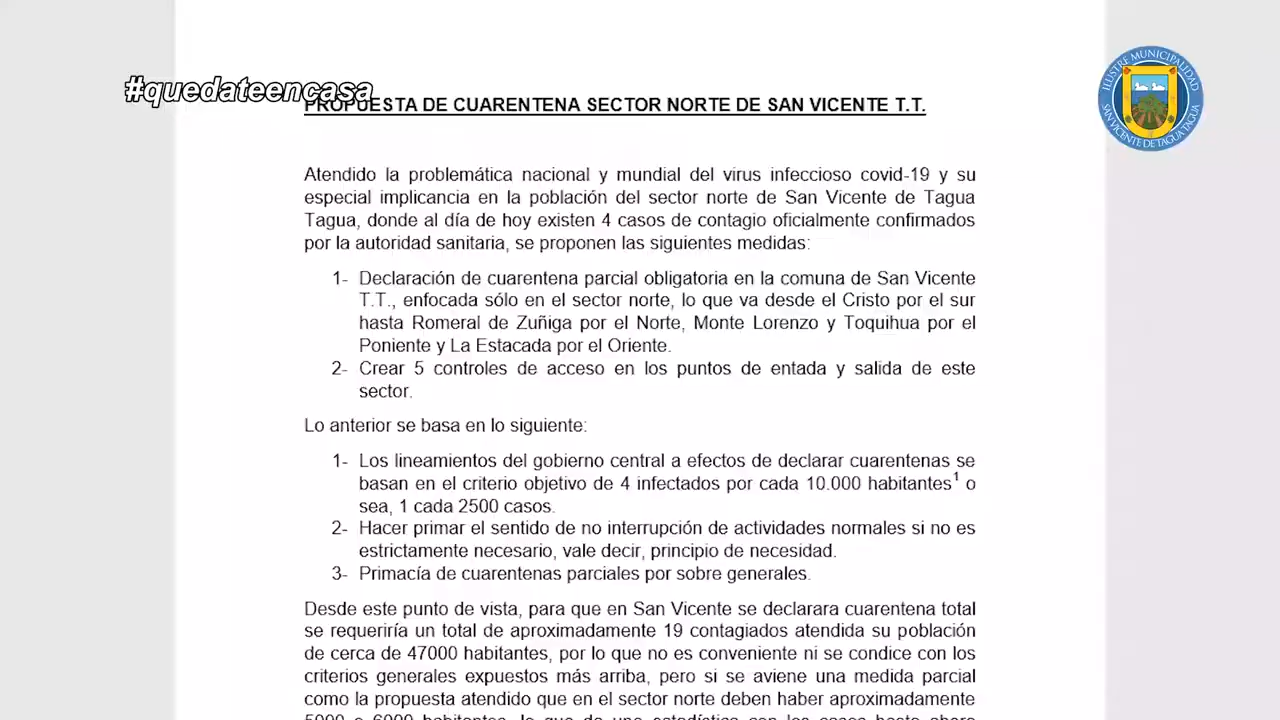 #quedateencasa
PROPUESTA DE CUARENTENA SECTOR NORTE DE SAN VICENTE T.T.
ILUSTRE MUNICIPALIDAD
SAN VICENTE DE TAGUA TAGUA
Atendido la problemática nacional y mundial del virus infeccioso covid-19 y su
especial implicancia en la población del sector norte de San Vicente de Tagua
Tagua, donde al día de hoy existen 4 casos de contagio oficialmente confirmados
por la autoridad sanitaria, se proponen las siguientes medidas:
1- Declaración de cuarentena parcial obligatoria en la comuna de San Vicente
T.T., enfocada sólo en el sector norte, lo que va desde el Cristo por el sur
hasta Romeral de Zuñiga por el Norte, Monte Lorenzo y Toquihua por el
Poniente y La Estacada por el Oriente.
2- Crear 5 controles de acceso en los puntos de entada y salida de este
sector.
Lo anterior se basa en lo siguiente:
1- Los lineamientos del gobierno central a efectos de declarar cuarentenas se
basan en el criterio objetivo de 4 infectados por cada 10.000 habitantes1 o
sea, 1 cada 2500 casos.
2- Hacer primar el sentido de no interrupción de actividades normales si no es
estrictamente necesario, vale decir, principio de necesidad.
3- Primacía de cuarentenas parciales por sobre generales.
Desde este punto de vista, para que en San Vicente se declarara cuarentena total
se requeriría un total de aproximadamente 19 contagiados atendida su población
de cerca de 47000 habitantes, por lo que no es conveniente ni se condice con los
criterios generales expuestos más arriba, pero si se aviene una medida parcial
como la propuesta atendido que en el sector norte deben haber aproximadamente
5000 o 6000 habitantes, lo que da una estadística con los casos hasta ahora